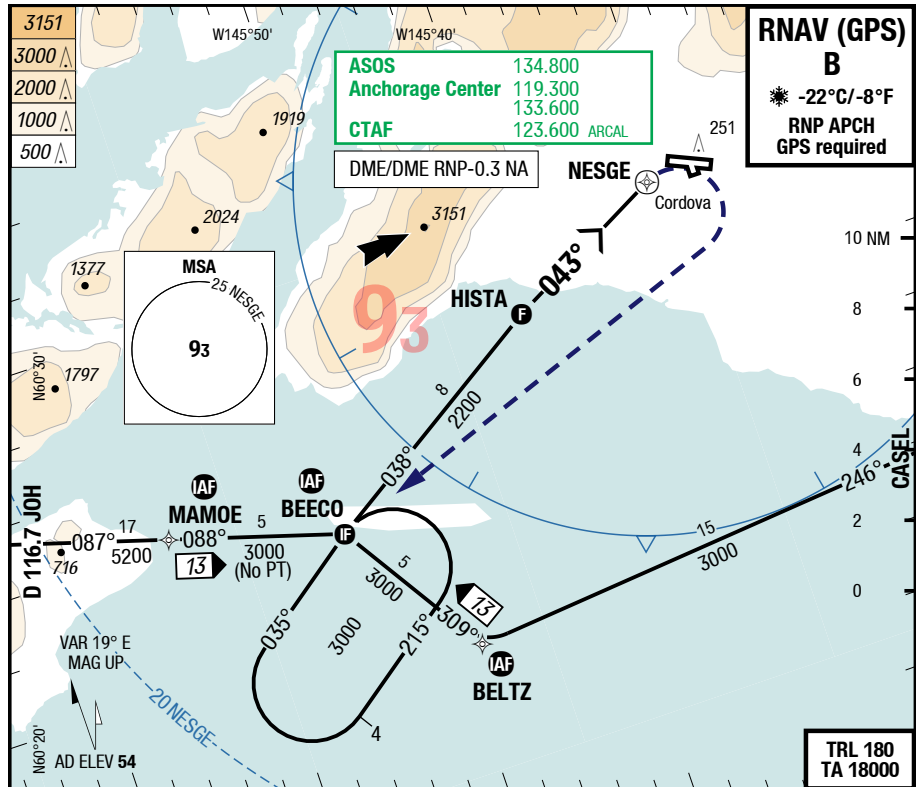 3151
3000
2000
1000
500
W145°50'
W145°40'
ASOS 134.800
Anchorage Center 119.300
133.600
CTAF 123.600 ARCAL
DME/DME RNP-0.3 NA
RNAV (GPS)
B
-22°C/-8°F
RNP APCH
GPS required
251
1919
NESGE
Cordova
2024
3151
10 NM
1377
MSA
25 NESGE
93
93
HISTA
F
043°
8
N60°30'
1797
8
2200
6
038°
4
CASEL
246°
IAF
MAMOE
IAF
BEECO
D 116.7 JOH
087°
17
5200
088°
5
3000
(No PT)
IF
15
3000
2
716
13
5
3000
13
309°
0
035°
3000
215°
IAF
BELTZ
VAR 19° E
MAG UP
20 NESGE
4
N60°20'
AD ELEV 54
TRL 180
TA 18000